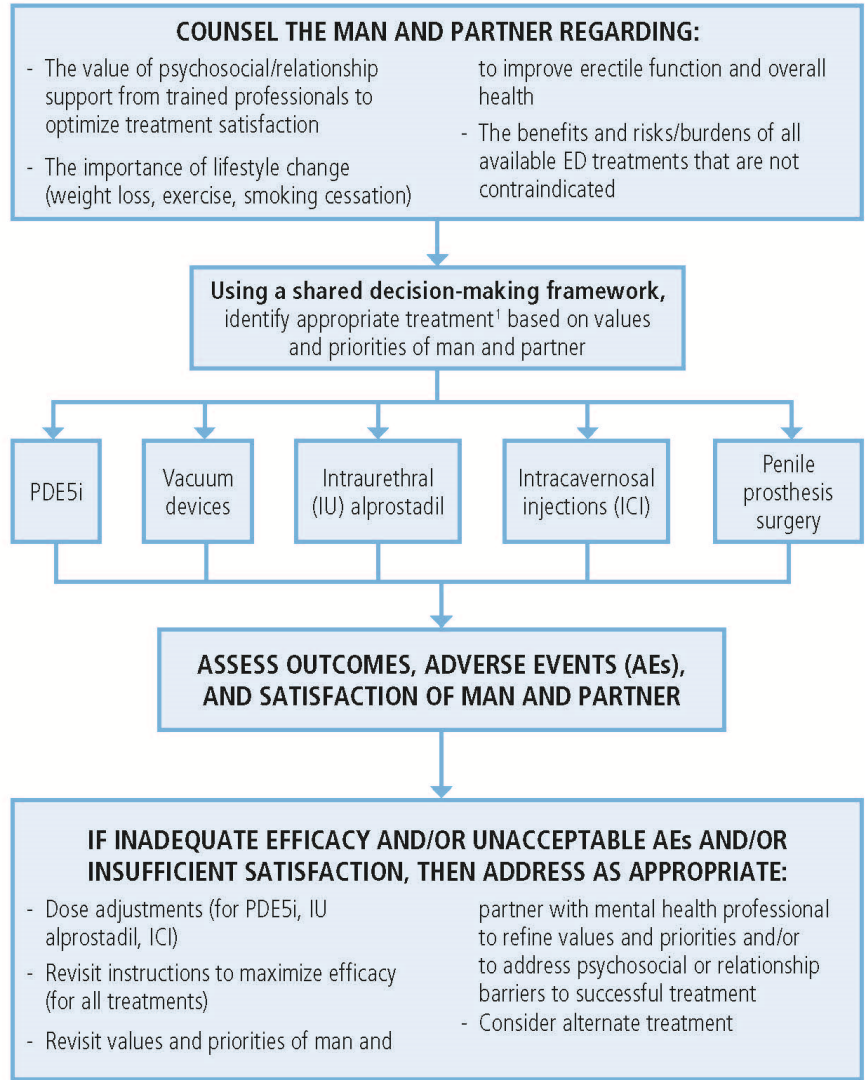 COUNSEL THE MAN AND PARTNER REGARDING:
- The value of psychosocial/relationship
support from trained professionals to
optimize treatment satisfaction
- The importance of lifestyle change
(weight loss, exercise, smoking cessation)
to improve erectile function and overall
health
- The benefits and risks/burdens of all
available ED treatments that are not
contraindicated
Using a shared decision-making framework,
identify appropriate treatment¹ based on values
and priorities of man and partner
PDE5i
Vacuum
devices
Intraurethral
(IU) alprostadil
Intracavernosal
injections (ICI)
Penile
prosthesis
surgery
ASSESS OUTCOMES, ADVERSE EVENTS (AEs),
AND SATISFACTION OF MAN AND PARTNER
IF INADEQUATE EFFICACY AND/OR UNACCEPTABLE AEs AND/OR
INSUFFICIENT SATISFACTION, THEN ADDRESS AS APPROPRIATE:
- Dose adjustments (for PDE5i, IU
alprostadil, ICI)
- Revisit instructions to maximize efficacy
(for all treatments)
- Revisit values and priorities of man and
partner with mental health professional
to refine values and priorities and/or
to address psychosocial or relationship
barriers to successful treatment
- Consider alternate treatment